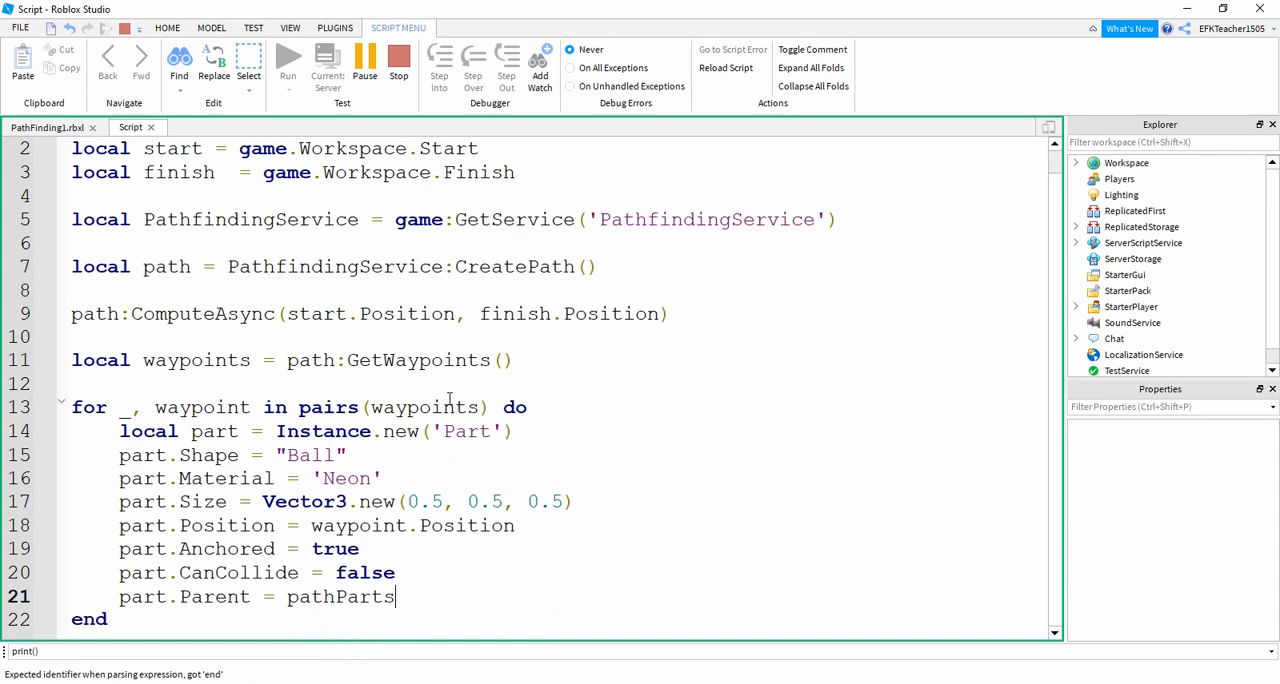 Script - Roblox Studio
FILE HOME MODEL TEST VIEW PLUGINS SCRIPT MENU What's New EFKTeacher1505
Paste Cut Copy Back Fwd Find Replace Select Run Current: Server Pause Stop Step Into Step Over Step Out Add Watch
Never
On All Exceptions
On Unhandled Exceptions
Go to Script Error
Reload Script
Toggle Comment
Expand All Folds
Collapse All Folds
Clipboard Navigate Edit Test Debugger Debug Errors Actions
PathFinding1.rbxl Script
2 local start = game.Workspace.Start
3 local finish  = game.Workspace.Finish
4
5 local PathfindingService = game:GetService('PathfindingService')
6
7 local path = PathfindingService:CreatePath()
8
9 path:ComputeAsync(start.Position, finish.Position)
10
11 local waypoints = path:GetWaypoints()
12
13 for _, waypoint in pairs(waypoints) do
14     local part = Instance.new('Part')
15     part.Shape = "Ball"
16     part.Material = 'Neon'
17     part.Size = Vector3.new(0.5, 0.5, 0.5)
18     part.Position = waypoint.Position
19     part.Anchored = true
20     part.CanCollide = false
21     part.Parent = pathParts
22 end
print()
Expected identifier when parsing expression, got 'end'
Explorer
Filter workspace (Ctrl+Shift+X)
Workspace
Players
Lighting
ReplicatedFirst
ReplicatedStorage
ServerScriptService
ServerStorage
StarterGui
StarterPack
StarterPlayer
SoundService
Chat
LocalizationService
TestService
Properties
Filter Properties (Ctrl+Shift+P)